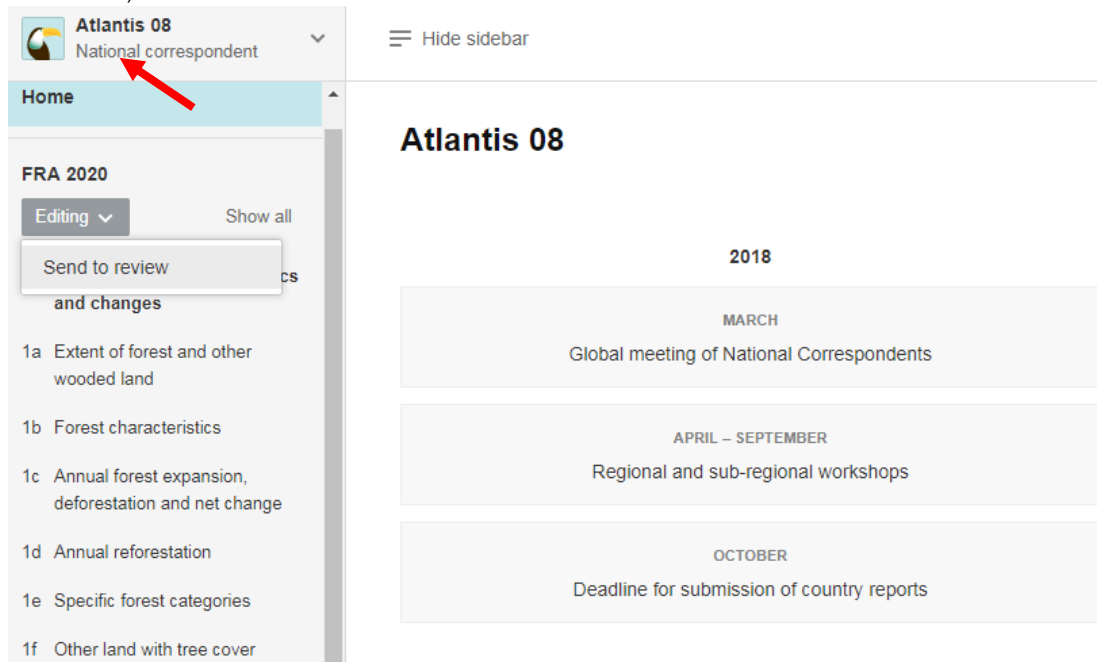 Atlantis 08
National correspondent
Hide sidebar
Home
FRA 2020
Editing
Show all
Send to review
cs
and changes
1a Extent of forest and other
wooded land
1b Forest characteristics
1c Annual forest expansion,
deforestation and net change
1d Annual reforestation
1e Specific forest categories
1f Other land with tree cover
Atlantis 08
2018
MARCH
Global meeting of National Correspondents
APRIL – SEPTEMBER
Regional and sub-regional workshops
OCTOBER
Deadline for submission of country reports